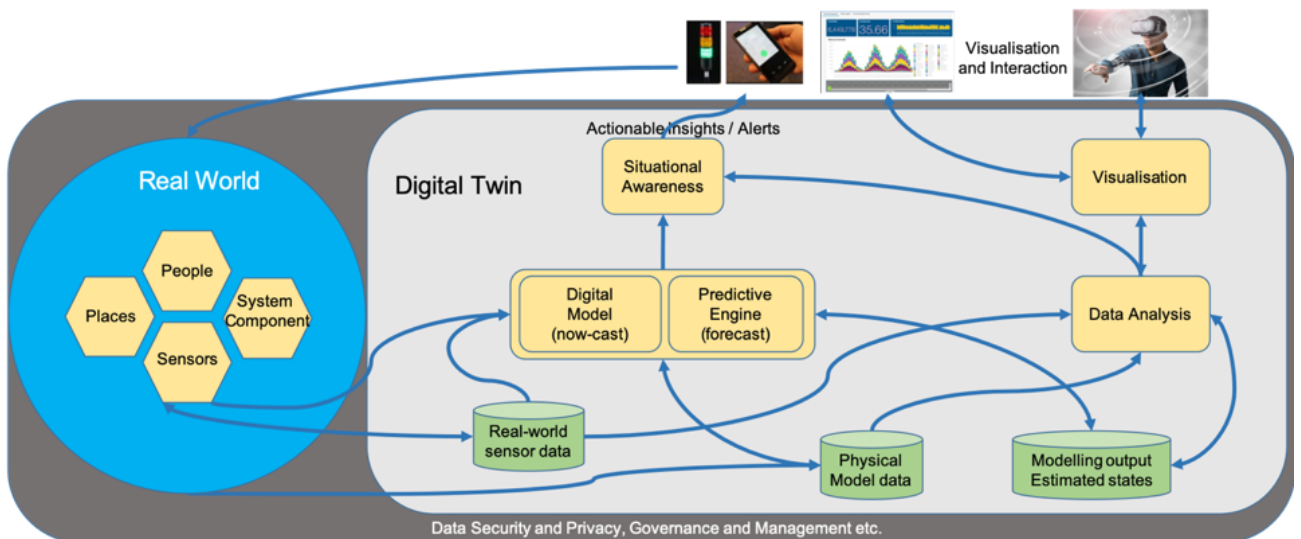 Visualisation
and Interaction
35.66
Actionable Insights / Alerts
Real World
Digital Twin
Situational
Awareness
Visualisation
People
Places
System
Component
Sensors
Digital
Model
(now-cast)
Predictive
Engine
(forecast)
Data Analysis
Real-world
sensor data
Physical
Model data
Modelling output
Estimated states
Data Security and Privacy, Governance and Management etc.